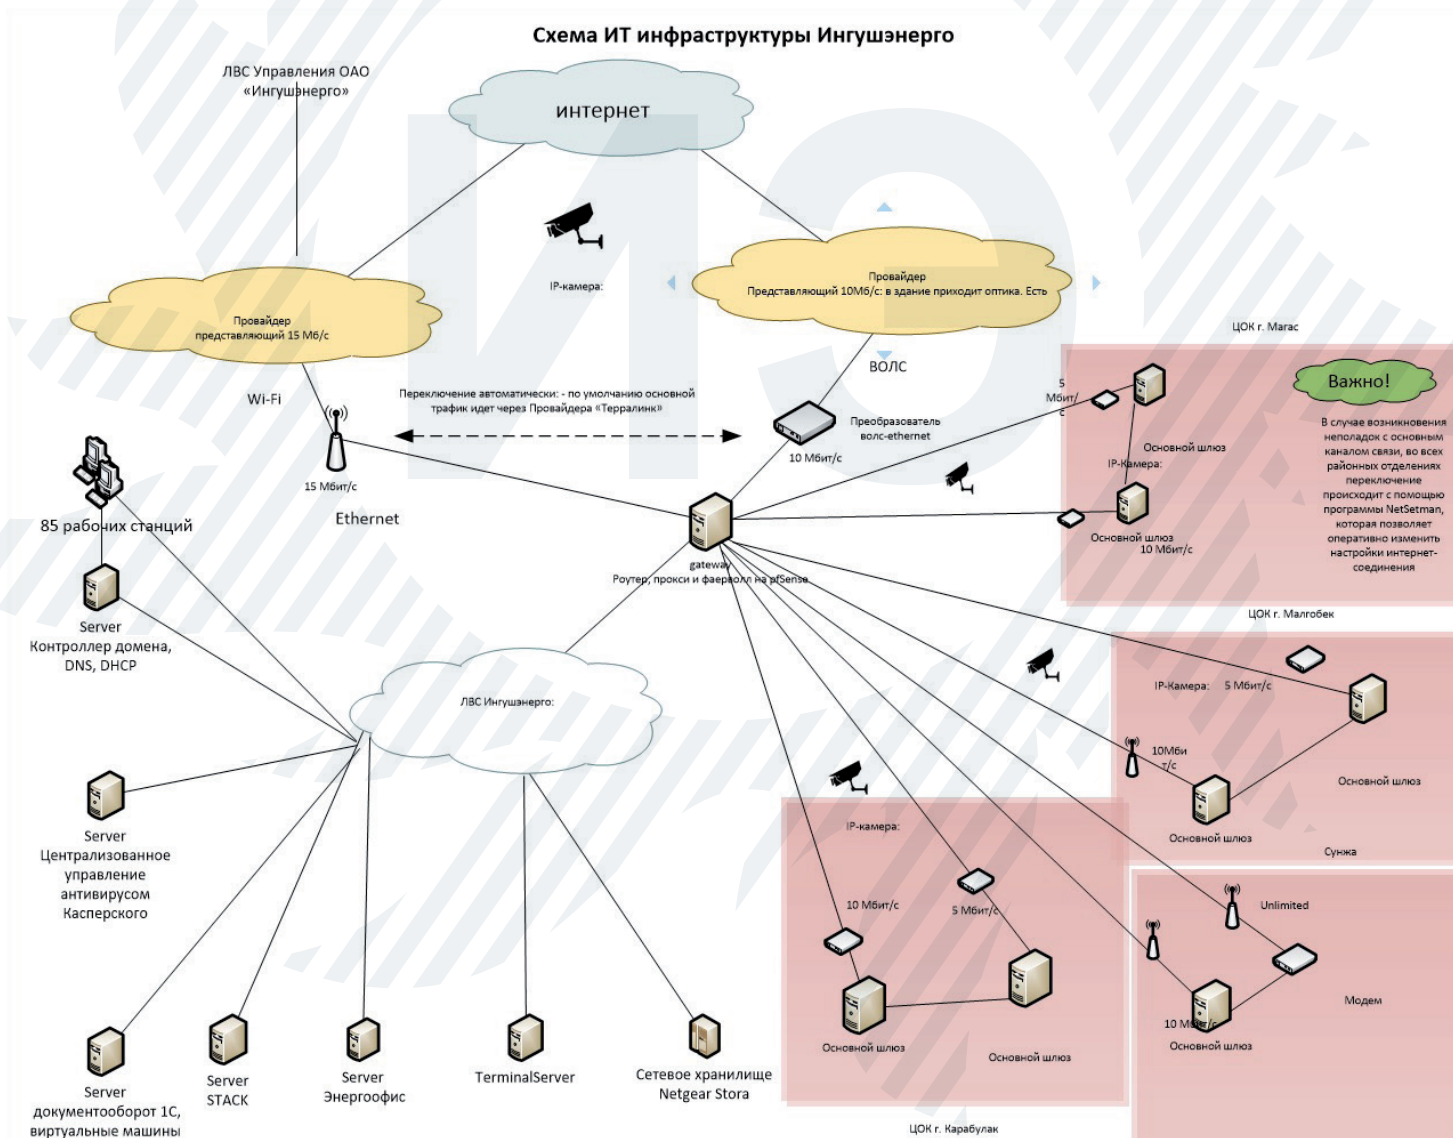 Схема ИТ инфраструктуры Ингушэнерго
ЛВС Управления ОАО
«Ингушэнерго»
интернет
ИЭ
IP-камера:
Провайдер
представляющий 15 Мб/с
Провайдер
Представляющий 10Мб/с: в здание приходит оптика. Есть
ВОЛС
Wi-Fi
Переключение автоматически: - по умолчанию основной
трафик идет через Провайдера «Терралинк»
Преобразователь
волс-ethernet
10 Мбит/с
15 Мбит/с
Ethernet
85 рабочих станций
gateway
Роутер, прокси и фаерволл на pfSense
Server
Контроллер домена,
DNS, DHCP
ЛВС Ингушэнерго:
Server
Централизованное
управление
антивирусом
Касперского
Server
документооборот 1С,
виртуальные машины
Server
STACK
Server
Энергоофис
TerminalServer
Сетевое хранилище
Netgear Stora
ЦОК г. Магас
5
Мбит/
с
Основной шлюз
IP-Камера:
Основной шлюз
10 Мбит/с
Важно!
В случае возникновения
неполадок с основным
каналом связи, во всех
районных отделениях
переключение
происходит с помощью
программы NetSetman,
которая позволяет
оперативно изменить
настройки интернет-
соединения
ЦОК г. Малгобек
IP-Камера:
5 Мбит/с
10Мби
т/с
Основной шлюз
Основной шлюз
Сунжа
IP-камера:
10 Мбит/с
5 Мбит/с
Основной шлюз
Основной шлюз
ЦОК г. Карабулак
Unlimited
Модем
10 Мбит/с
Основной шлюз